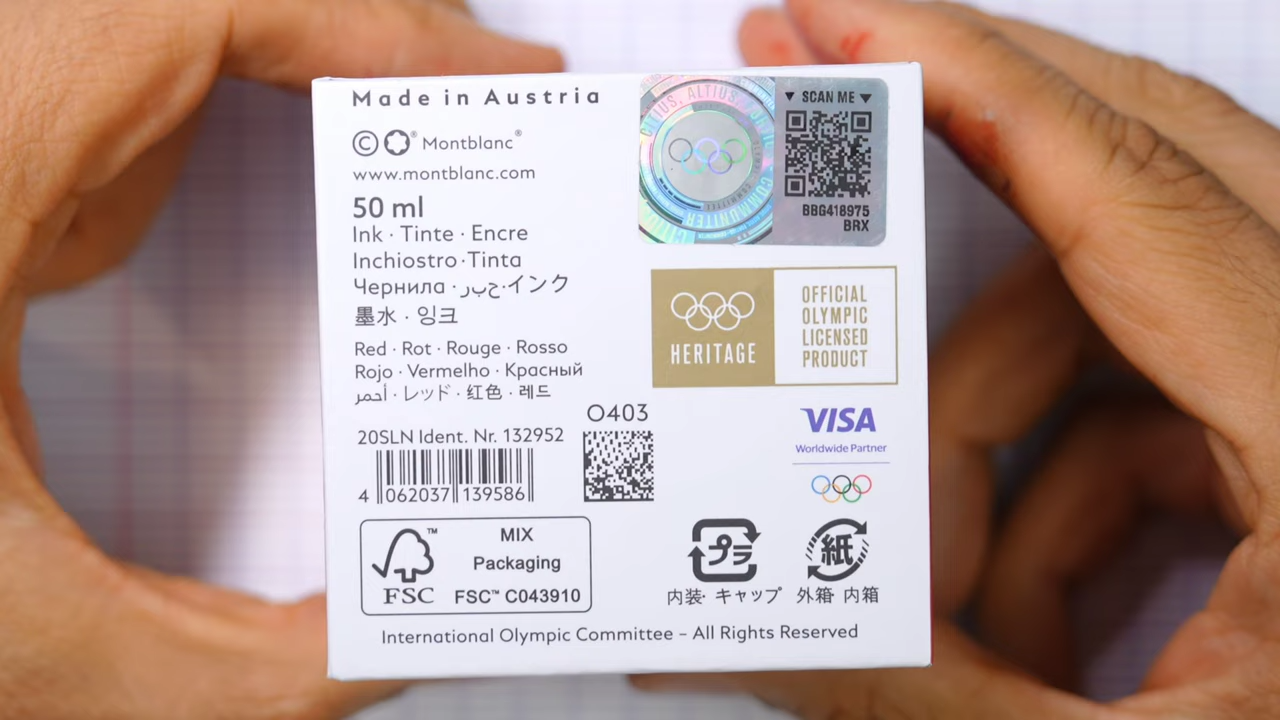 Made in Austria
© ® Montblanc®
www.montblanc.com
50 ml
Ink · Tinte · Encre
Inchiostro · Tinta
Чернила · حبر · インク
墨水 · 잉크
Red · Rot · Rouge · Rosso
Rojo · Vermelho · Красный
أحمر · レッド · 红色 · 레드
20SLN Ident. Nr. 132952
4 062037 139586
O403
CITIUS, ALTIUS,
COMMUNITER
▼ SCAN ME ▼
BBG418975
BRX
HERITAGE
OFFICIAL
OLYMPIC
LICENSED
PRODUCT
VISA
Worldwide Partner
FSC™
MIX
Packaging
FSC™ C043910
プラ
内装・キャップ
紙
外箱・内箱
International Olympic Committee – All Rights Reserved